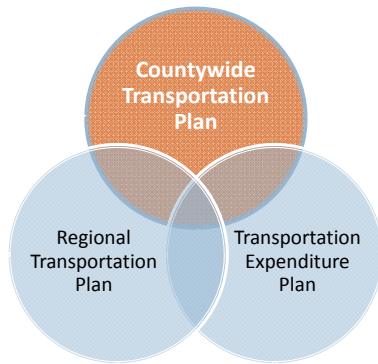 Countywide
Transportation
Plan
Regional
Transportation
Plan
Transportation
Expenditure
Plan